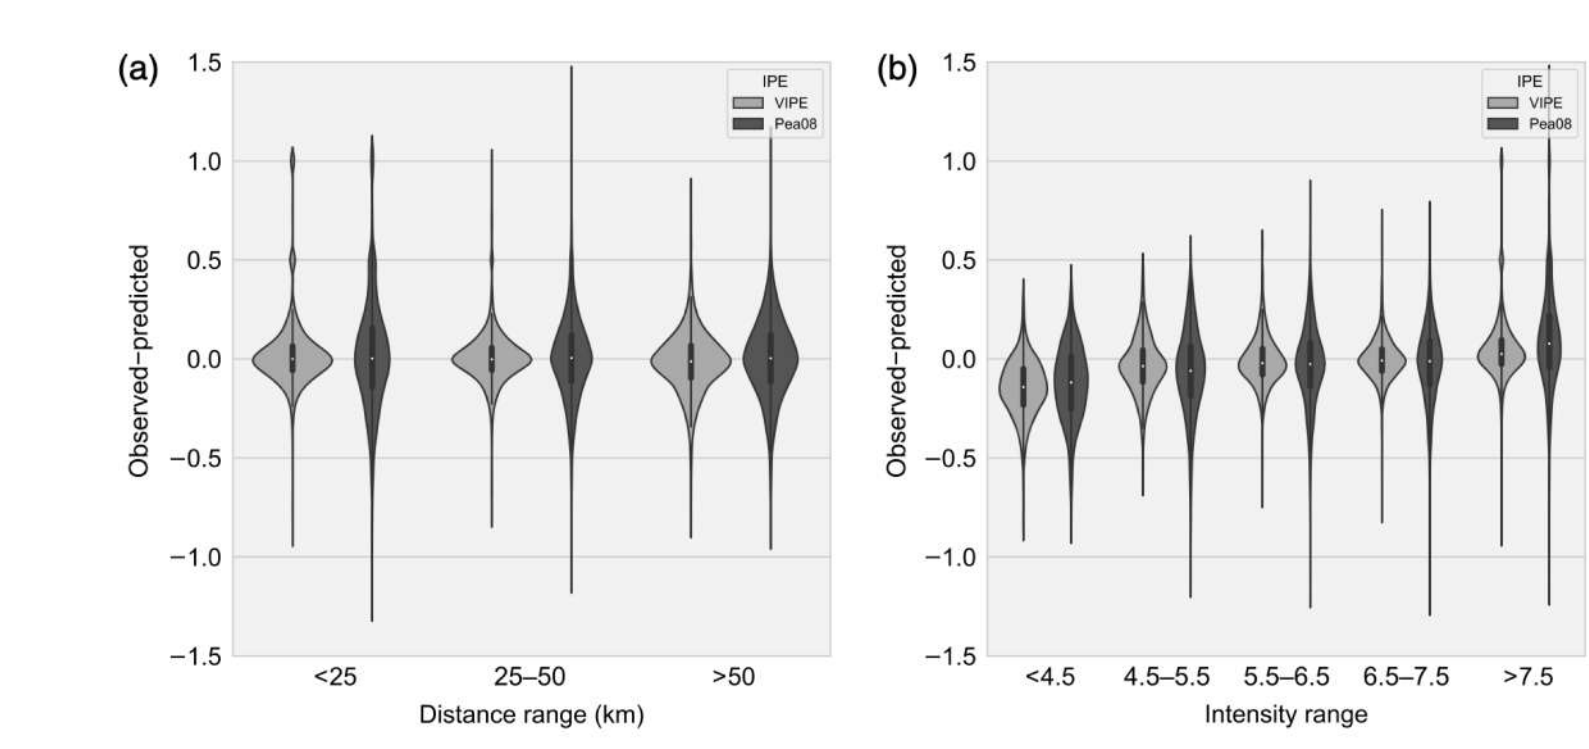 (a)
1.5
1.0
0.5
0.0
−0.5
−1.0
−1.5
Observed−predicted
IPE
VIPE
Pea08
<25
25–50
>50
Distance range (km)
(b)
1.5
1.0
0.5
0.0
−0.5
−1.0
−1.5
Observed−predicted
IPE
VIPE
Pea08
<4.5
4.5–5.5
5.5–6.5
6.5–7.5
>7.5
Intensity range